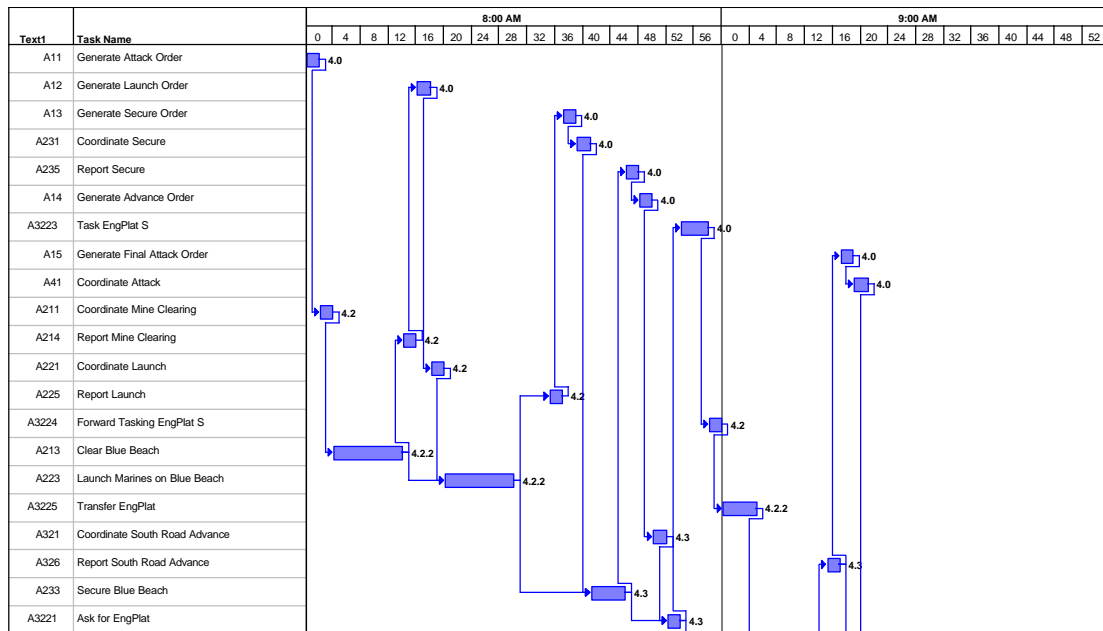 8:00 AM 9:00 AM
Text1 Task Name 0 4 8 12 16 20 24 28 32 36 40 44 48 52 56 0 4 8 12 16 20 24 28 32 36 40 44 48 52
A11 Generate Attack Order 4.0
A12 Generate Launch Order 4.0
A13 Generate Secure Order 4.0
A231 Coordinate Secure 4.0
A235 Report Secure 4.0
A14 Generate Advance Order 4.0
A3223 Task EngPlat S 4.0
A15 Generate Final Attack Order 4.0
A41 Coordinate Attack 4.0
A211 Coordinate Mine Clearing 4.2
A214 Report Mine Clearing 4.2
A221 Coordinate Launch 4.2
A225 Report Launch 4.2
A3224 Forward Tasking EngPlat S 4.2
A213 Clear Blue Beach 4.2.2
A223 Launch Marines on Blue Beach 4.2.2
A3225 Transfer EngPlat 4.2.2
A321 Coordinate South Road Advance 4.3
A326 Report South Road Advance 4.3
A233 Secure Blue Beach 4.3
A3221 Ask for EngPlat 4.3